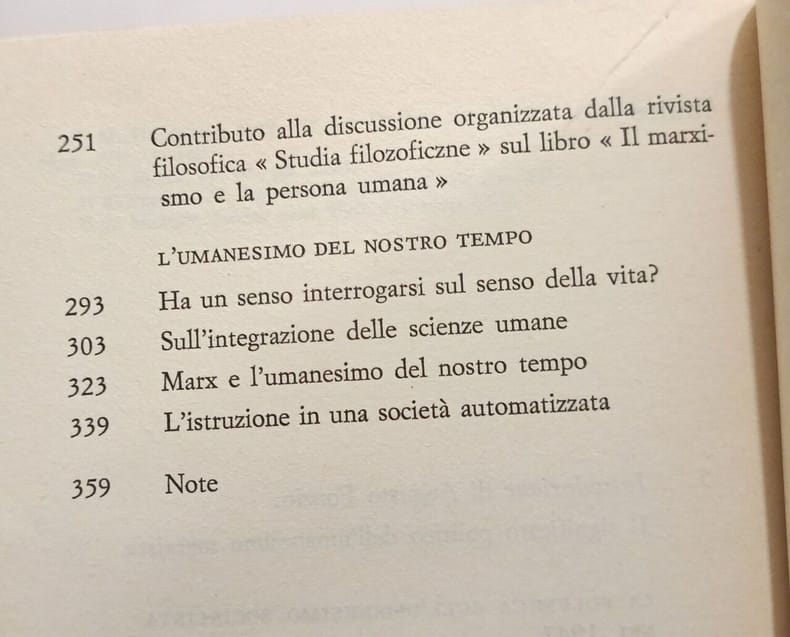 251 Contributo alla discussione organizzata dalla rivista
filosofica « Studia filozoficzne » sul libro « Il marxi-
smo e la persona umana »
L'UMANESIMO DEL NOSTRO TEMPO
293 Ha un senso interrogarsi sul senso della vita?
303 Sull'integrazione delle scienze umane
323 Marx e l'umanesimo del nostro tempo
339 L'istruzione in una società automatizzata
359 Note